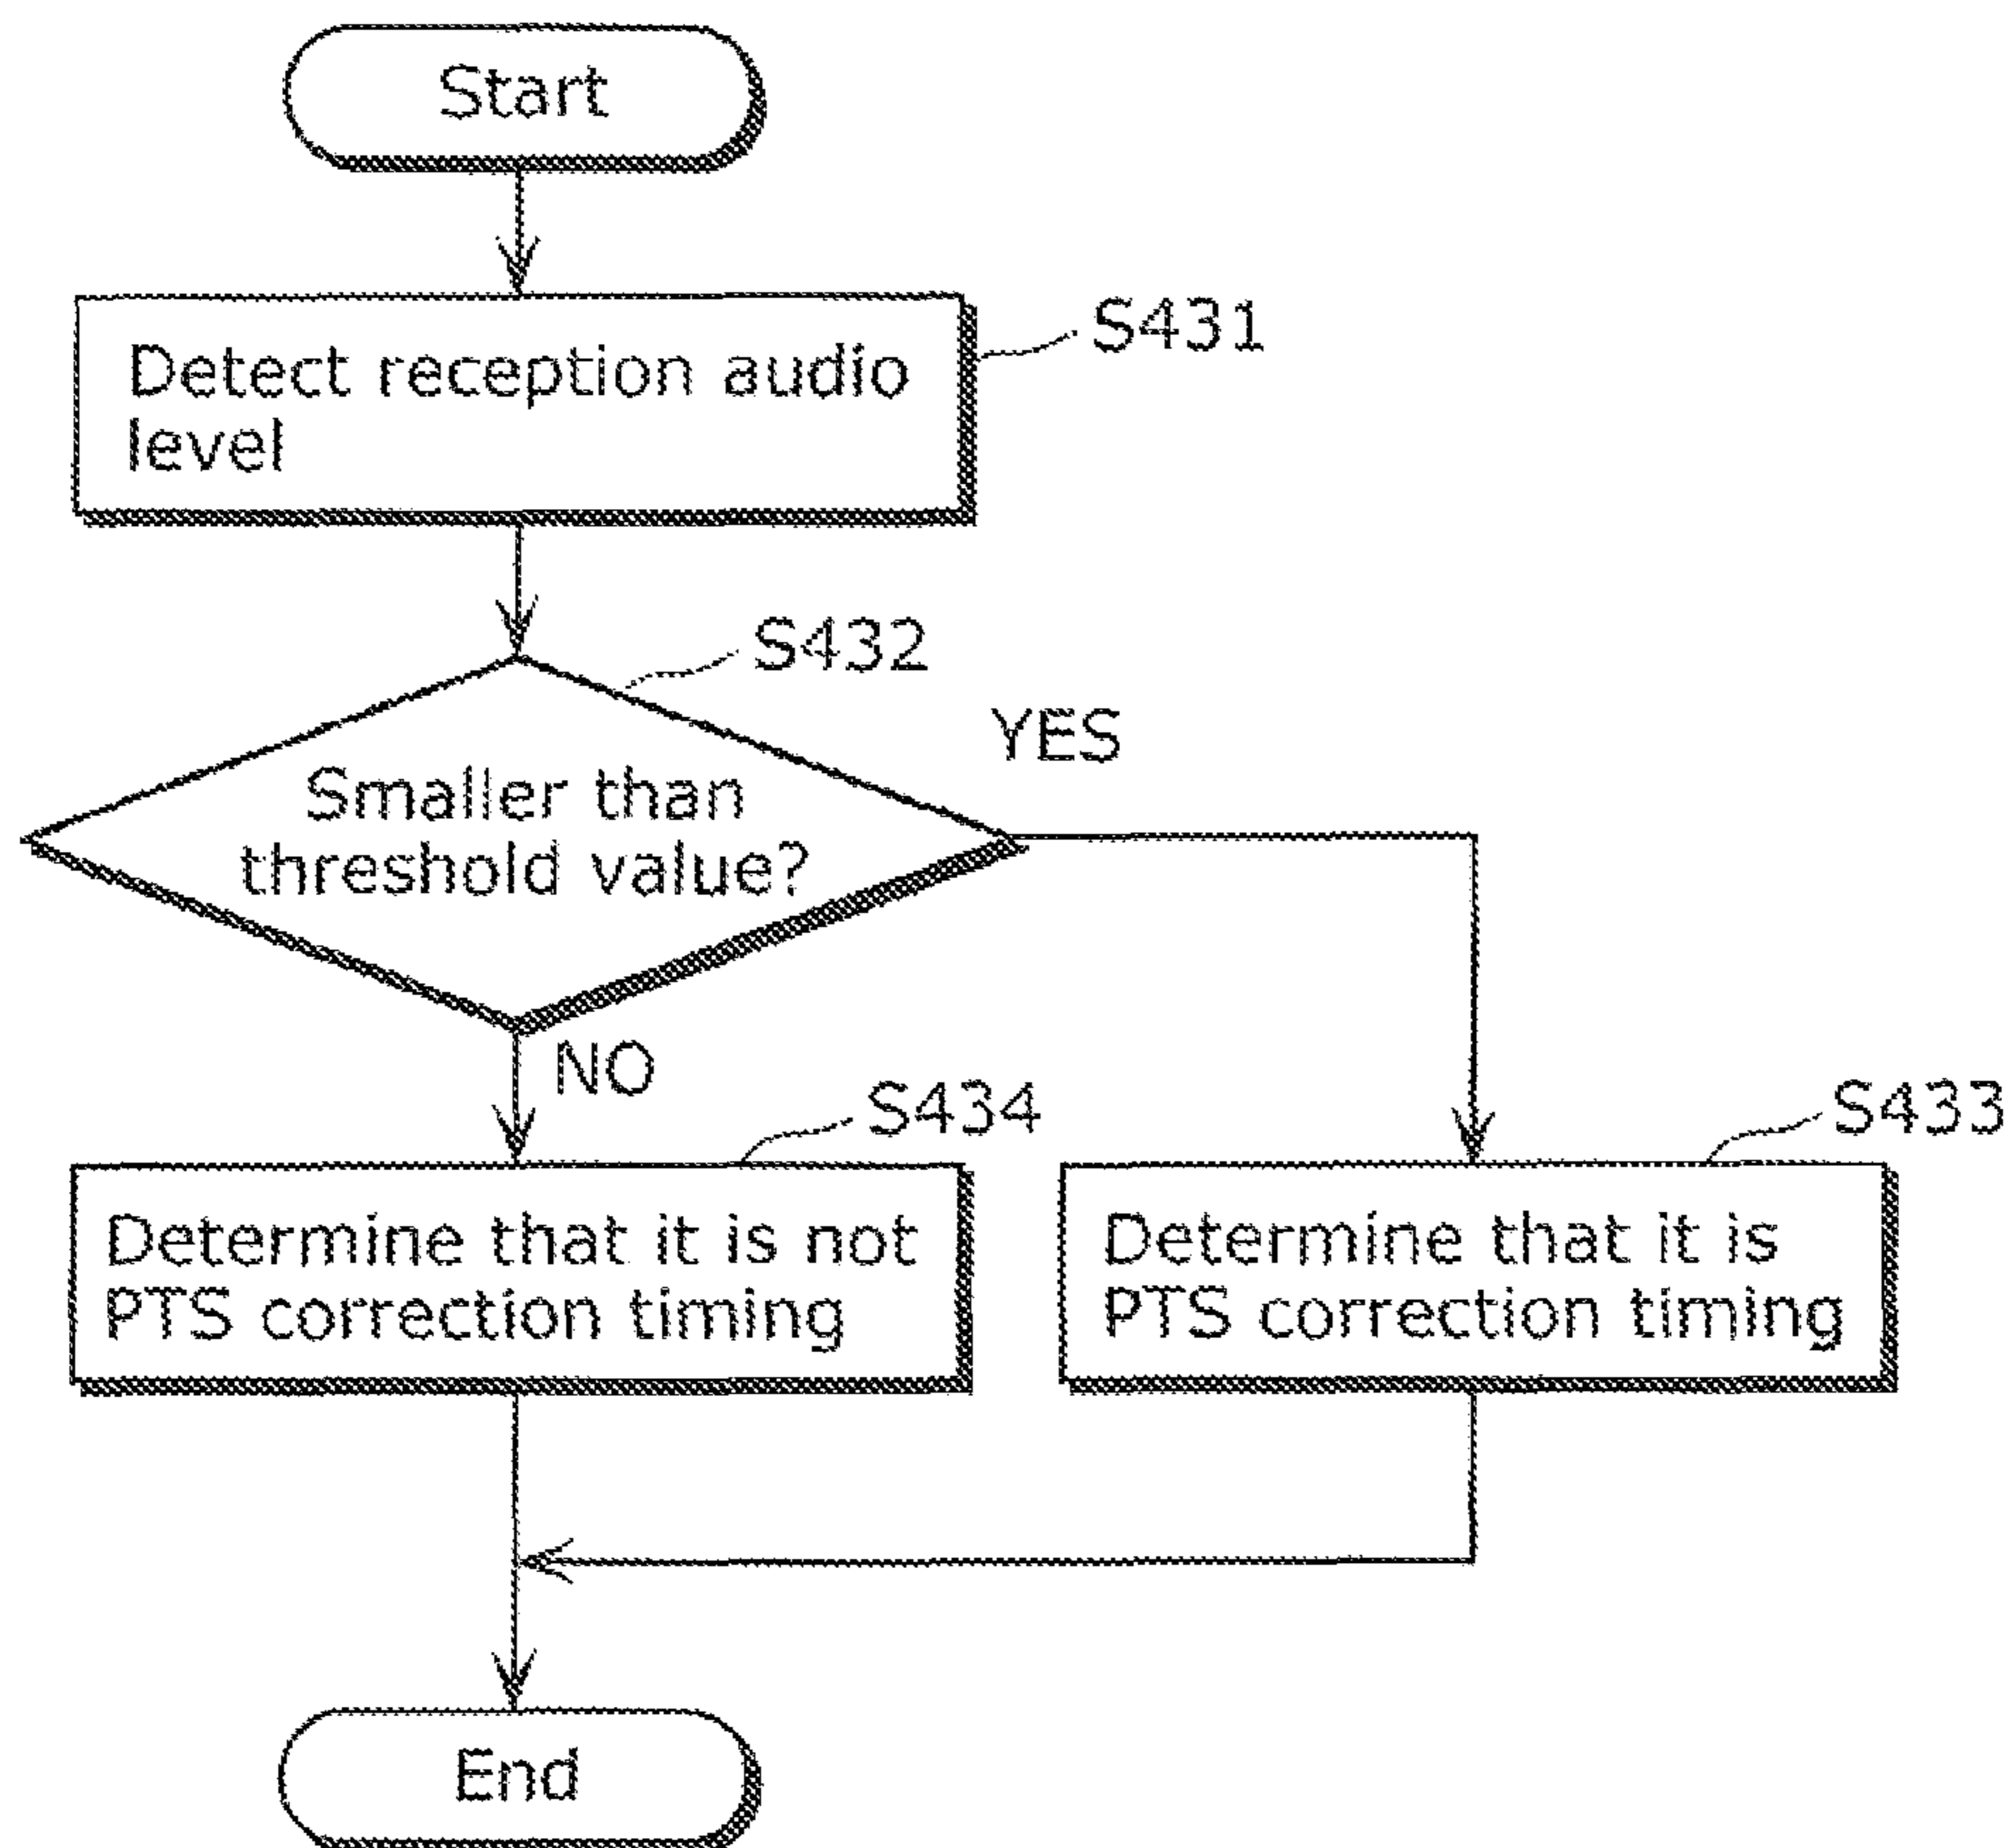 Start
S431
Detect reception audio
level
S432
YES
Smaller than
threshold value?
NO
S434
S433
Determine that it is not
PTS correction timing
Determine that it is
PTS correction timing
End